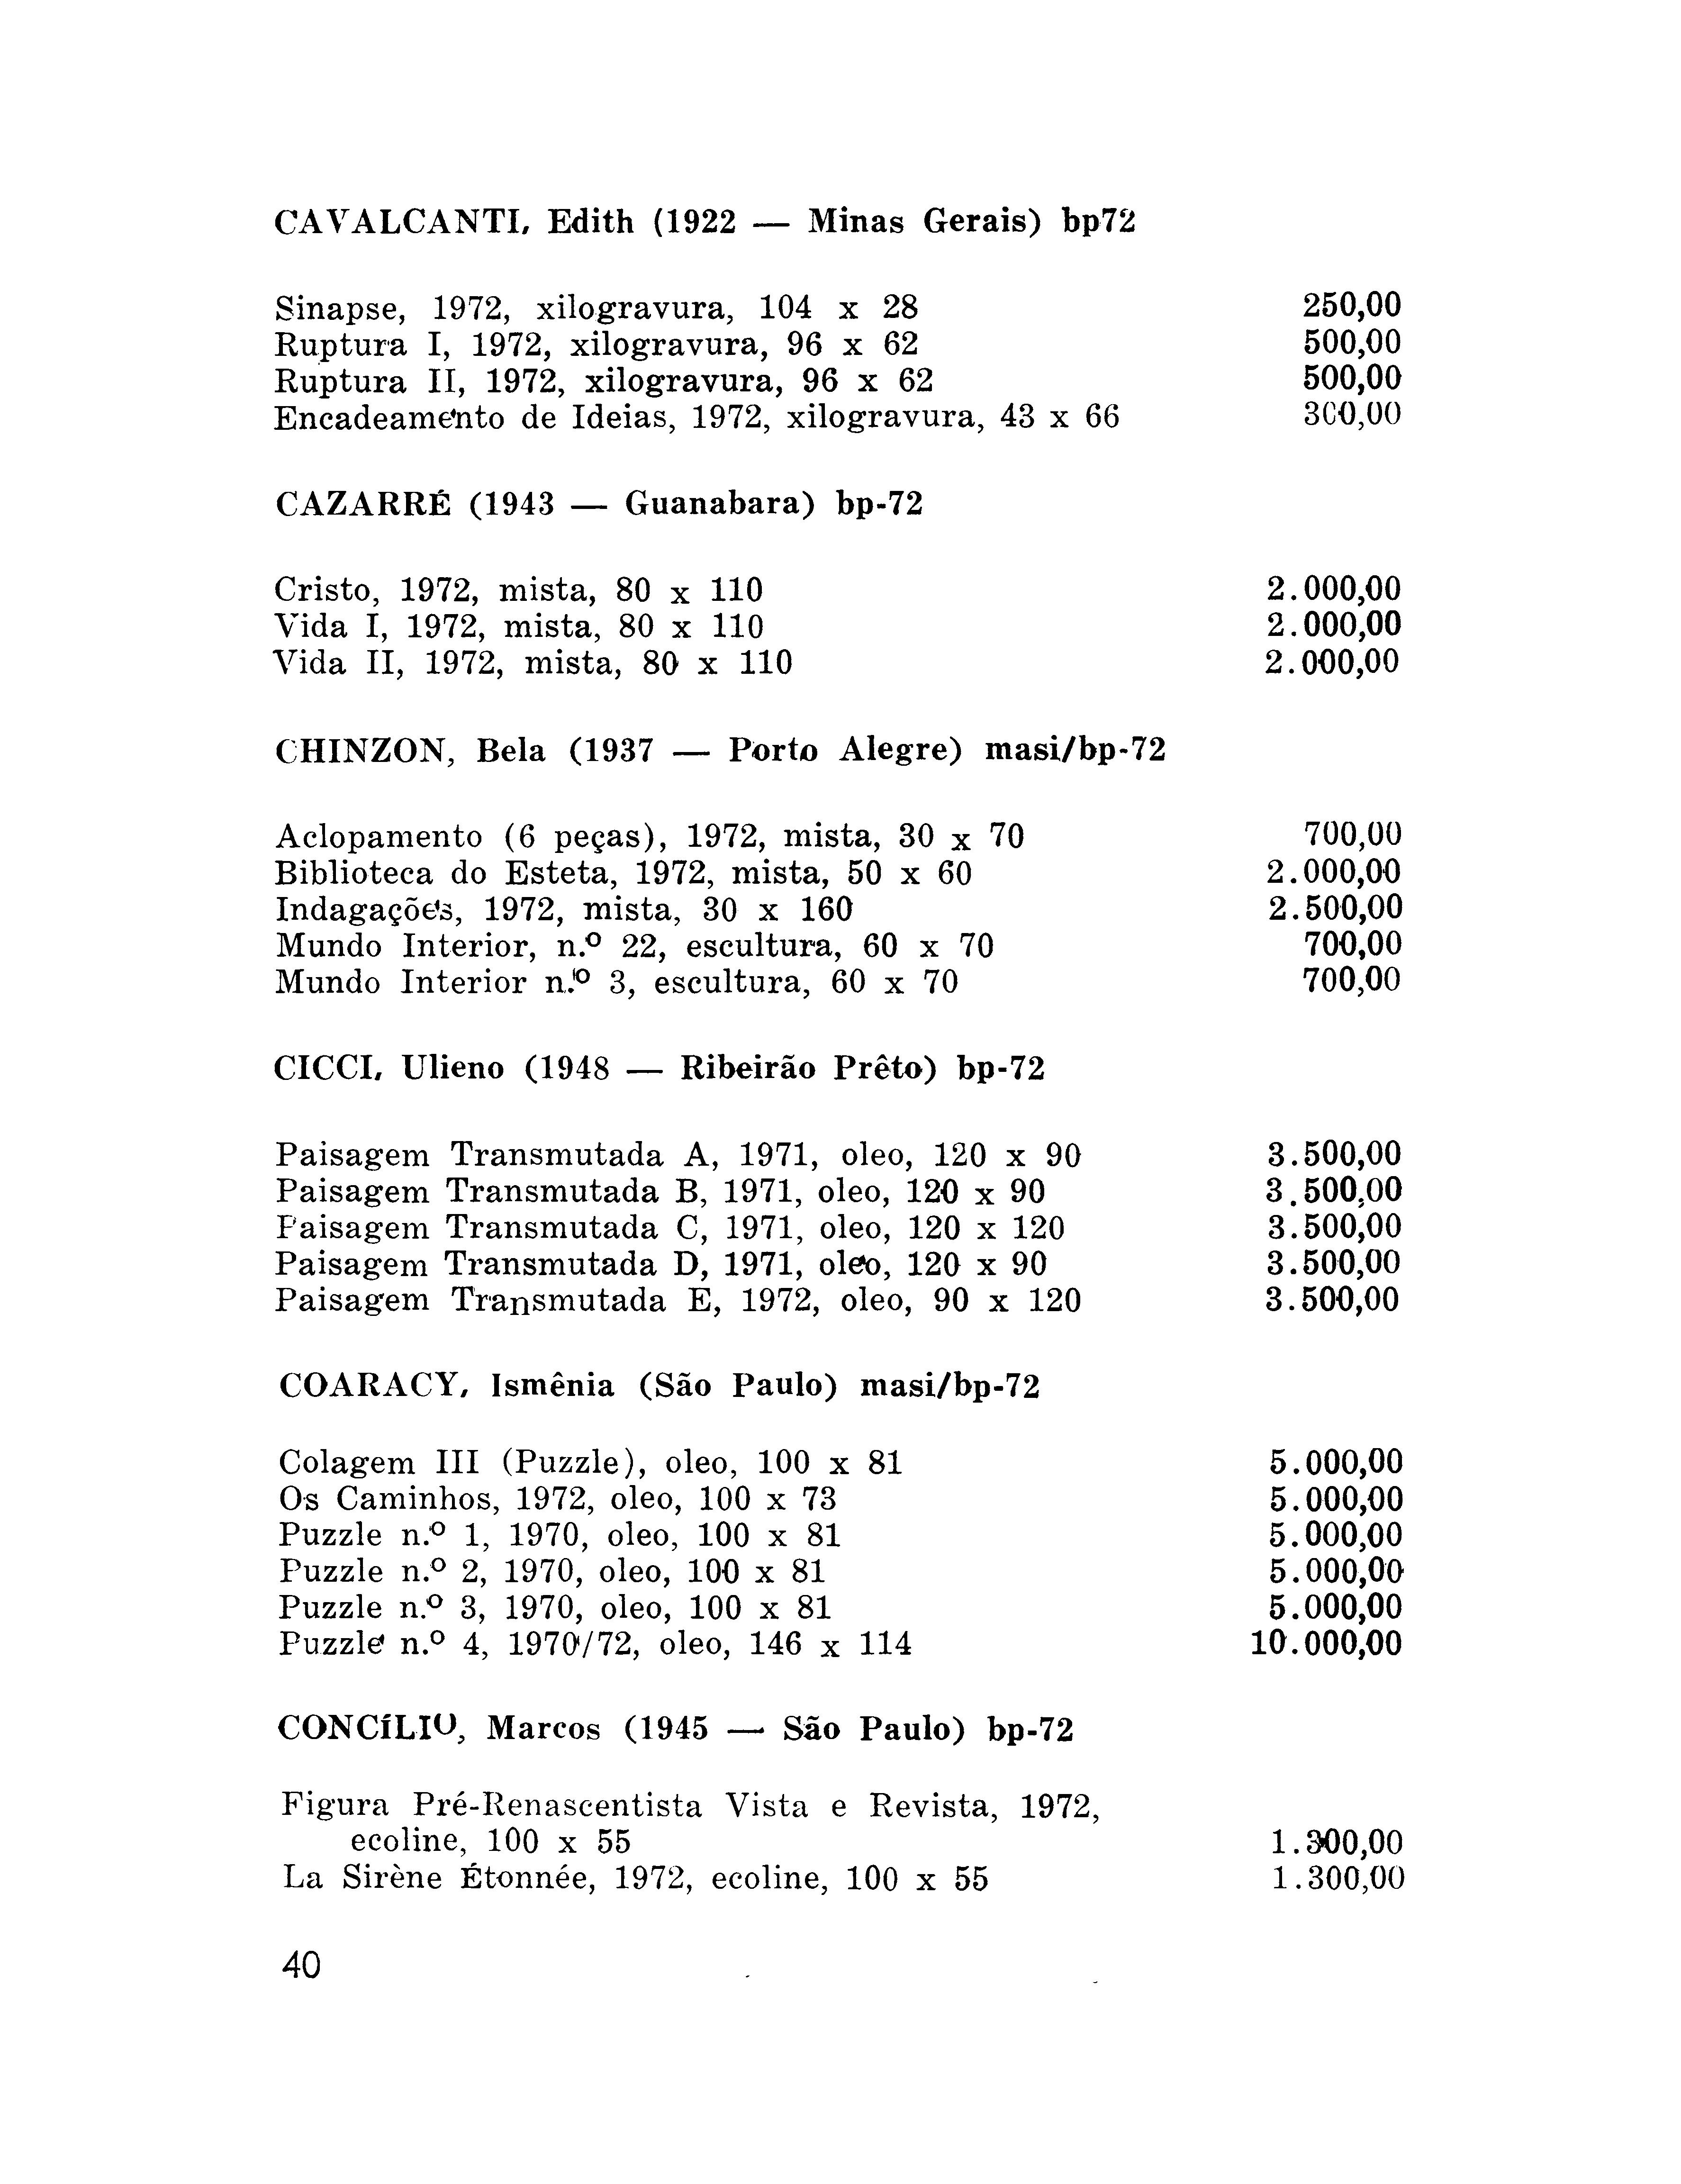 CAVALCANTI, Edith (1922 — Minas Gerais) bp72
Sinapse, 1972, xilogravura, 104 x 28 250,00
Ruptura I, 1972, xilogravura, 96 x 62 500,00
Ruptura II, 1972, xilogravura, 96 x 62 500,00
Encadeamento de Ideias, 1972, xilogravura, 43 x 66 300,00
CAZARRÉ (1943 — Guanabara) bp-72
Cristo, 1972, mista, 80 x 110 2.000,00
Vida I, 1972, mista, 80 x 110 2.000,00
Vida II, 1972, mista, 80 x 110 2.000,00
CHINZON, Bela (1937 — Porto Alegre) masi/bp-72
Aclopamento (6 peças), 1972, mista, 30 x 70 700,00
Biblioteca do Esteta, 1972, mista, 50 x 60 2.000,00
Indagações, 1972, mista, 30 x 160 2.500,00
Mundo Interior, n.º 22, escultura, 60 x 70 700,00
Mundo Interior n.º 3, escultura, 60 x 70 700,00
CICCI, Ulieno (1948 — Ribeirão Prêto) bp-72
Paisagem Transmutada A, 1971, oleo, 120 x 90 3.500,00
Paisagem Transmutada B, 1971, oleo, 120 x 90 3.500,00
Paisagem Transmutada C, 1971, oleo, 120 x 120 3.500,00
Paisagem Transmutada D, 1971, oleo, 120 x 90 3.500,00
Paisagem Transmutada E, 1972, oleo, 90 x 120 3.500,00
COARACY, Ismênia (São Paulo) masi/bp-72
Colagem III (Puzzle), oleo, 100 x 81 5.000,00
Os Caminhos, 1972, oleo, 100 x 73 5.000,00
Puzzle n.º 1, 1970, oleo, 100 x 81 5.000,00
Puzzle n.º 2, 1970, oleo, 100 x 81 5.000,00
Puzzle n.º 3, 1970, oleo, 100 x 81 5.000,00
Puzzle n.º 4, 1970/72, oleo, 146 x 114 10.000,00
CONCÍLIO, Marcos (1945 — São Paulo) bp-72
Figura Pré-Renascentista Vista e Revista, 1972,
ecoline, 100 x 55 1.300,00
La Sirène Étonnée, 1972, ecoline, 100 x 55 1.300,00
40